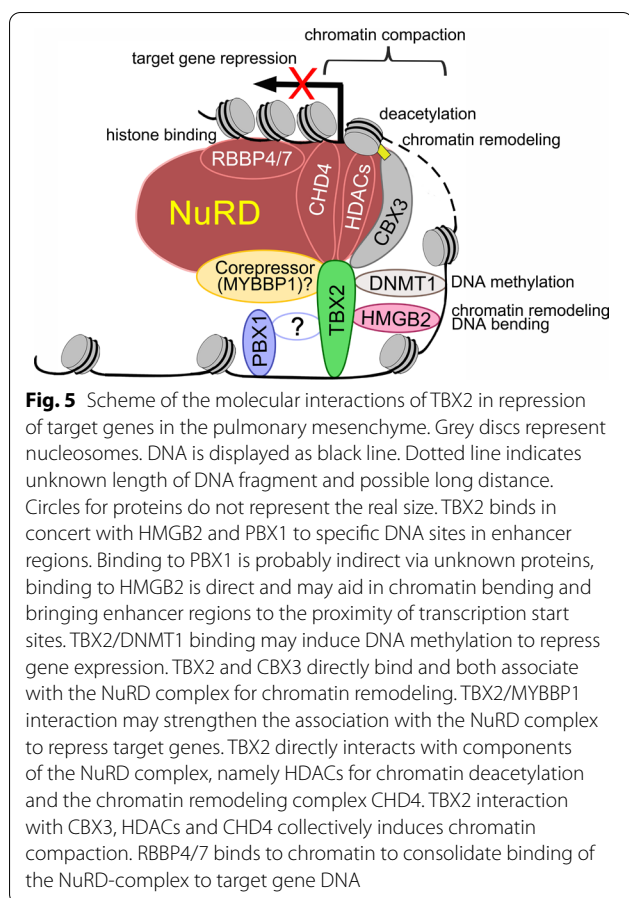 chromatin compaction
target gene repression
X
deacetylation
histone binding
chromatin remodeling
RBBP4/7
CHD4
HDACs
CBX3
NuRD
Corepressor
(MYBBP1)?
TBX2
DNMT1
DNA methylation
HMGB2
chromatin remodeling
DNA bending
PBX1
?
Fig. 5 Scheme of the molecular interactions of TBX2 in repression
of target genes in the pulmonary mesenchyme. Grey discs represent
nucleosomes. DNA is displayed as black line. Dotted line indicates
unknown length of DNA fragment and possible long distance.
Circles for proteins do not represent the real size. TBX2 binds in
concert with HMGB2 and PBX1 to specific DNA sites in enhancer
regions. Binding to PBX1 is probably indirect via unknown proteins,
binding to HMGB2 is direct and may aid in chromatin bending and
bringing enhancer regions to the proximity of transcription start
sites. TBX2/DNMT1 binding may induce DNA methylation to repress
gene expression. TBX2 and CBX3 directly bind and both associate
with the NuRD complex for chromatin remodeling. TBX2/MYBBP1
interaction may strengthen the association with the NuRD complex
to repress target genes. TBX2 directly interacts with components
of the NuRD complex, namely HDACs for chromatin deacetylation
and the chromatin remodeling complex CHD4. TBX2 interaction
with CBX3, HDACs and CHD4 collectively induces chromatin
compaction. RBBP4/7 binds to chromatin to consolidate binding of
the NuRD-complex to target gene DNA